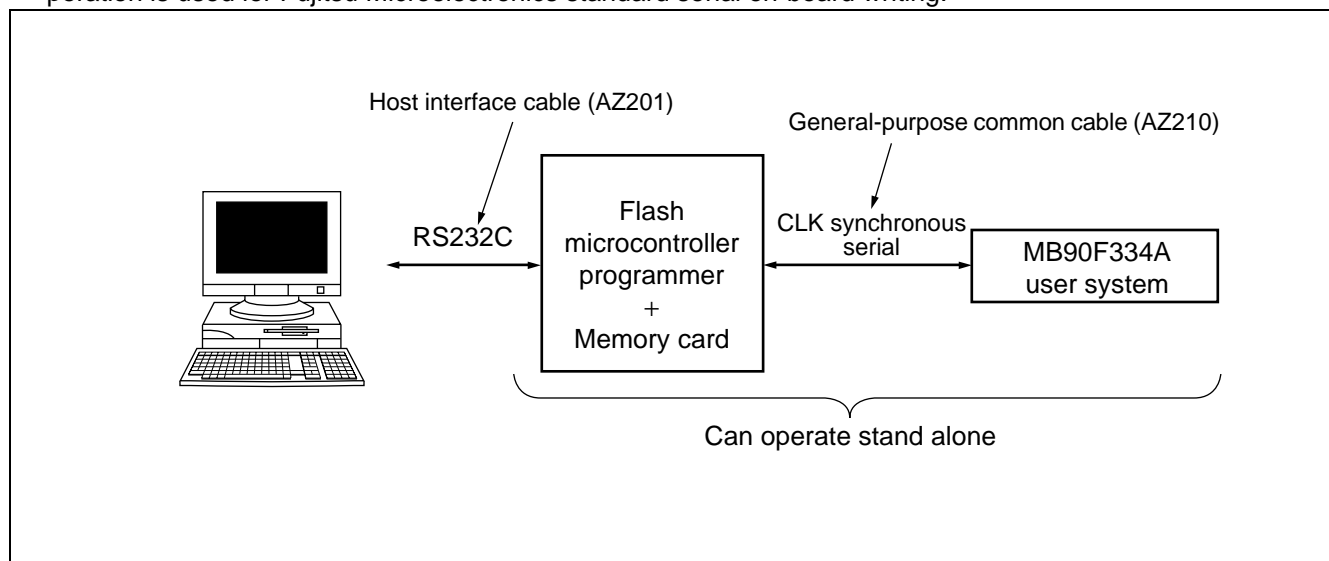 Host interface cable (AZ201)
General-purpose common cable (AZ210)
RS232C
Flash
microcontroller
programmer
+
Memory card
CLK synchronous
serial
MB90F334A
user system
Can operate stand alone